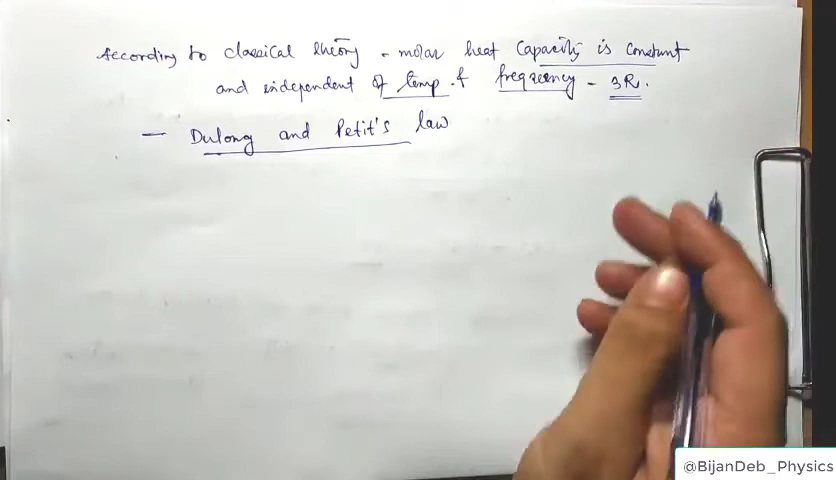 According to classical theory - molar heat capacity is constant
and independent of temp. & frequency - 3R.
— Dulong and Petit's law
@BijanDeb_Physics